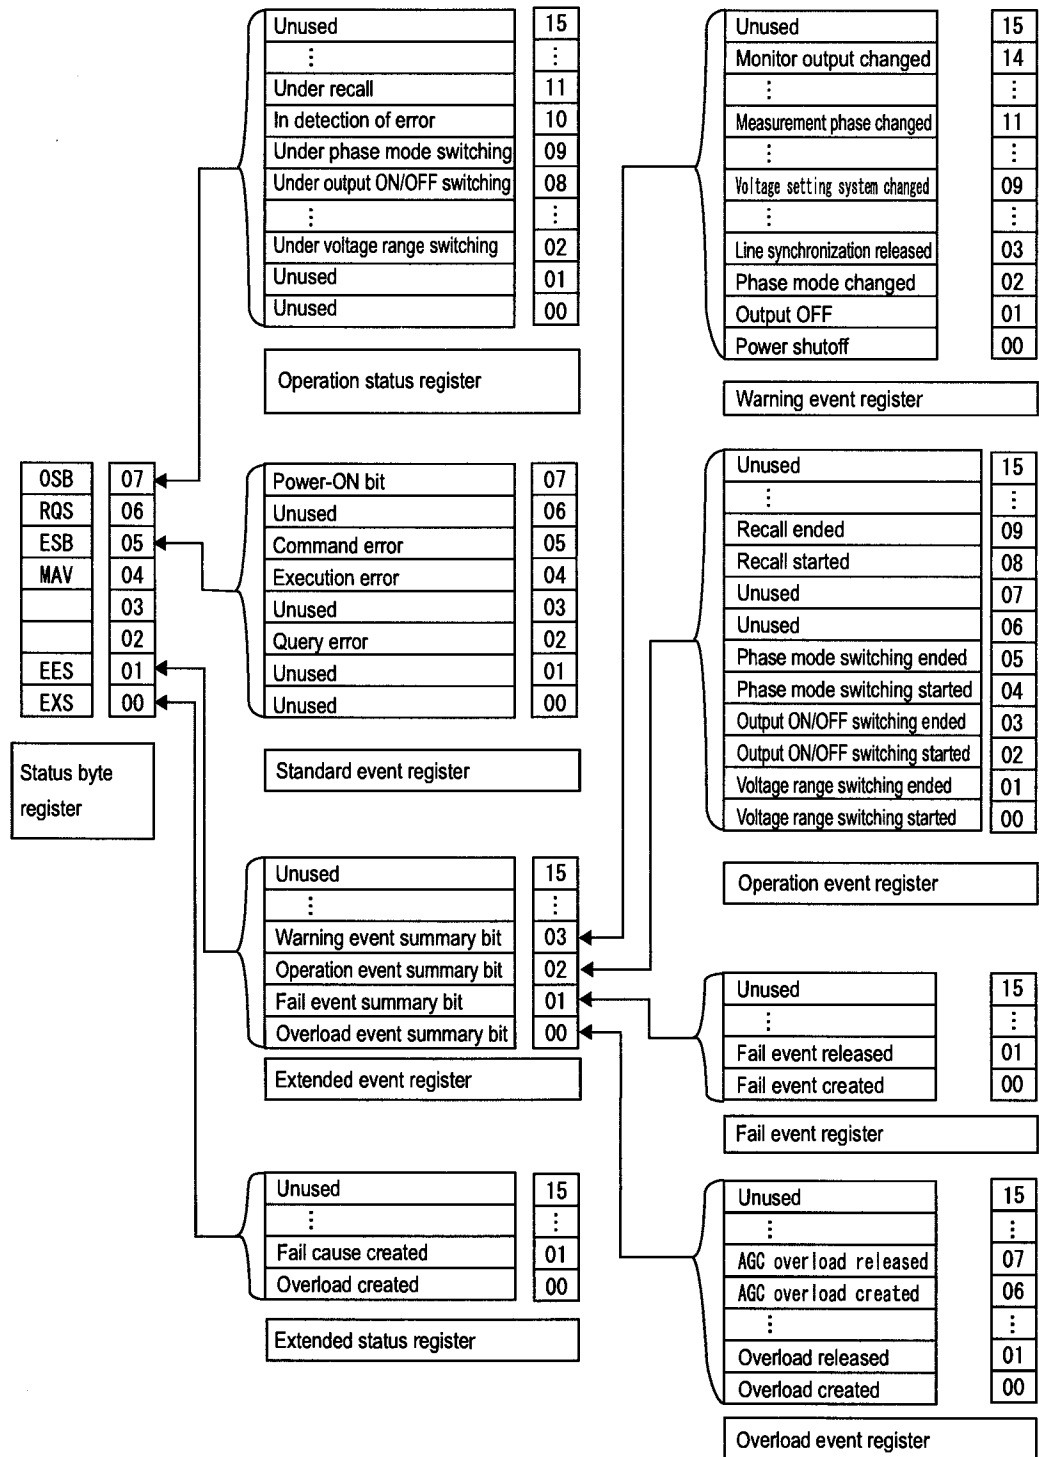 Unused 15
⋮ ⋮
Under recall 11
In detection of error 10
Under phase mode switching 09
Under output ON/OFF switching 08
⋮ ⋮
Under voltage range switching 02
Unused 01
Unused 00
Operation status register
Unused 15
Monitor output changed 14
⋮ ⋮
Measurement phase changed 11
⋮ ⋮
Voltage setting system changed 09
⋮ ⋮
Line synchronization released 03
Phase mode changed 02
Output OFF 01
Power shutoff 00
Warning event register
OSB 07
RQS 06
ESB 05
MAV 04
03
02
EES 01
EXS 00
Status byte
register
Power-ON bit 07
Unused 06
Command error 05
Execution error 04
Unused 03
Query error 02
Unused 01
Unused 00
Standard event register
Unused 15
⋮ ⋮
Recall ended 09
Recall started 08
Unused 07
Unused 06
Phase mode switching ended 05
Phase mode switching started 04
Output ON/OFF switching ended 03
Output ON/OFF switching started 02
Voltage range switching ended 01
Voltage range switching started 00
Operation event register
Unused 15
⋮ ⋮
Warning event summary bit 03
Operation event summary bit 02
Fail event summary bit 01
Overload event summary bit 00
Extended event register
Unused 15
⋮ ⋮
Fail event released 01
Fail event created 00
Fail event register
Unused 15
⋮ ⋮
Fail cause created 01
Overload created 00
Extended status register
Unused 15
⋮ ⋮
AGC overload released 07
AGC overload created 06
⋮ ⋮
Overload released 01
Overload created 00
Overload event register